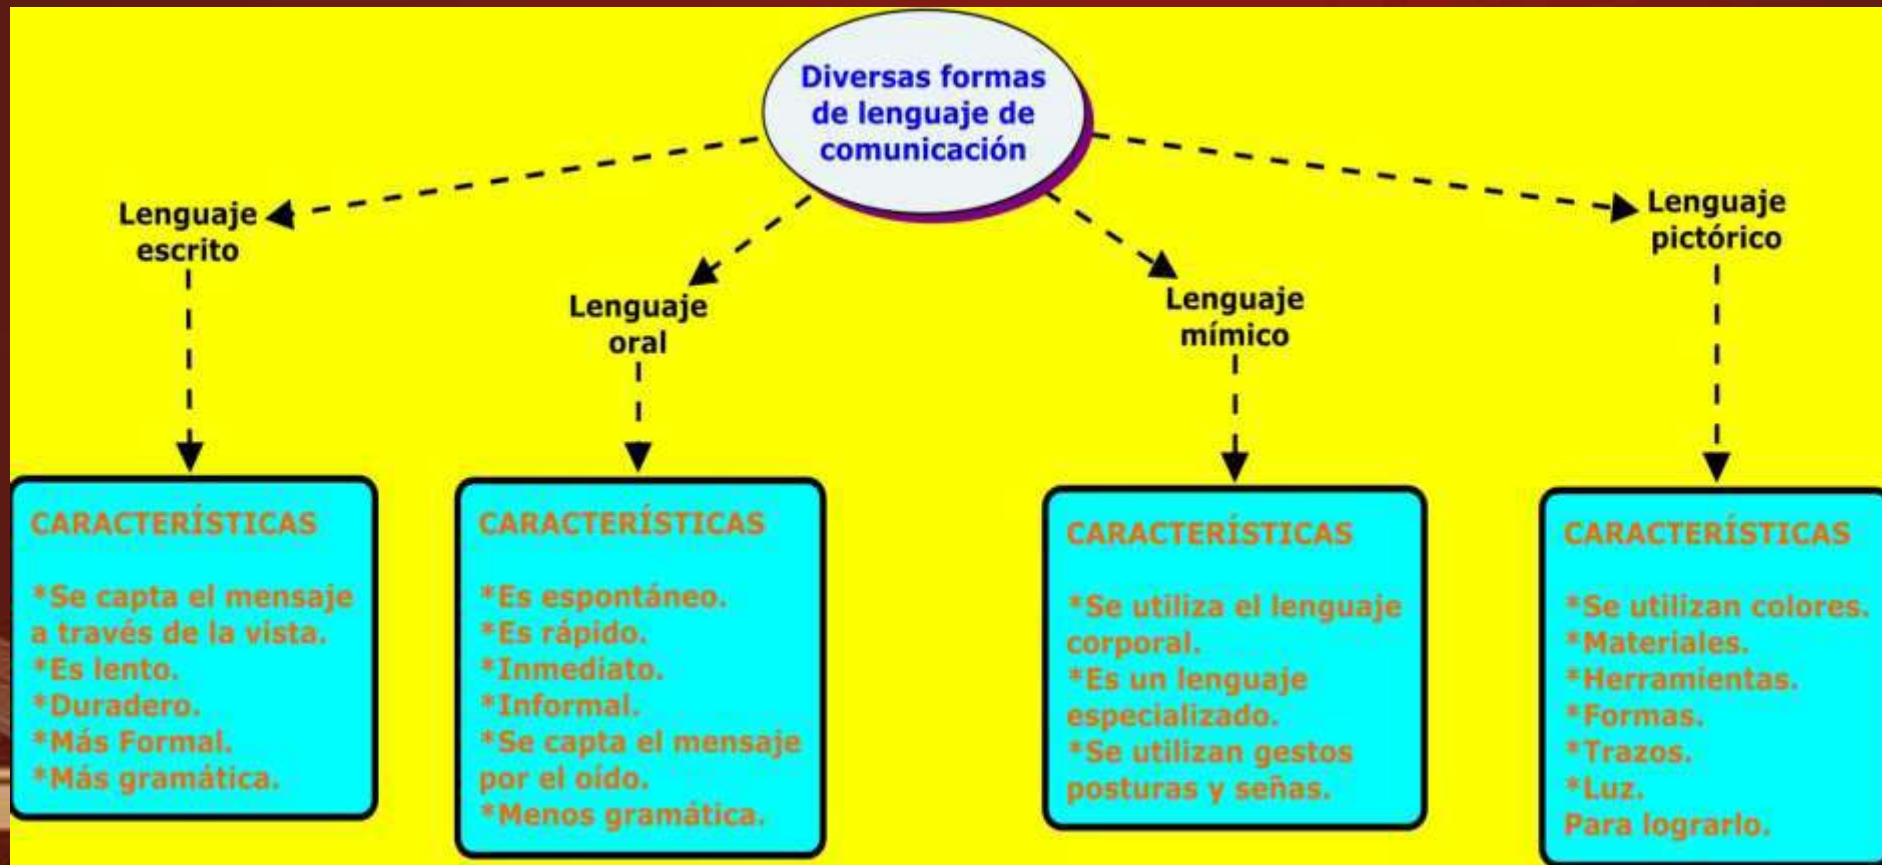 Diversas formas
de lenguaje de
comunicación
Lenguaje
escrito
Lenguaje
oral
Lenguaje
mímico
Lenguaje
pictórico
CARACTERÍSTICAS
*Se capta el mensaje
a través de la vista.
*Es lento.
*Duradero.
*Más Formal.
*Más gramática.
CARACTERÍSTICAS
*Es espontáneo.
*Es rápido.
*Inmediato.
*Informal.
*Se capta el mensaje
por el oído.
*Menos gramática.
CARACTERÍSTICAS
*Se utiliza el lenguaje
corporal.
*Es un lenguaje
especializado.
*Se utilizan gestos
posturas y señas.
CARACTERÍSTICAS
*Se utilizan colores.
*Materiales.
*Herramientas.
*Formas.
*Trazos.
*Luz.
Para lograrlo.